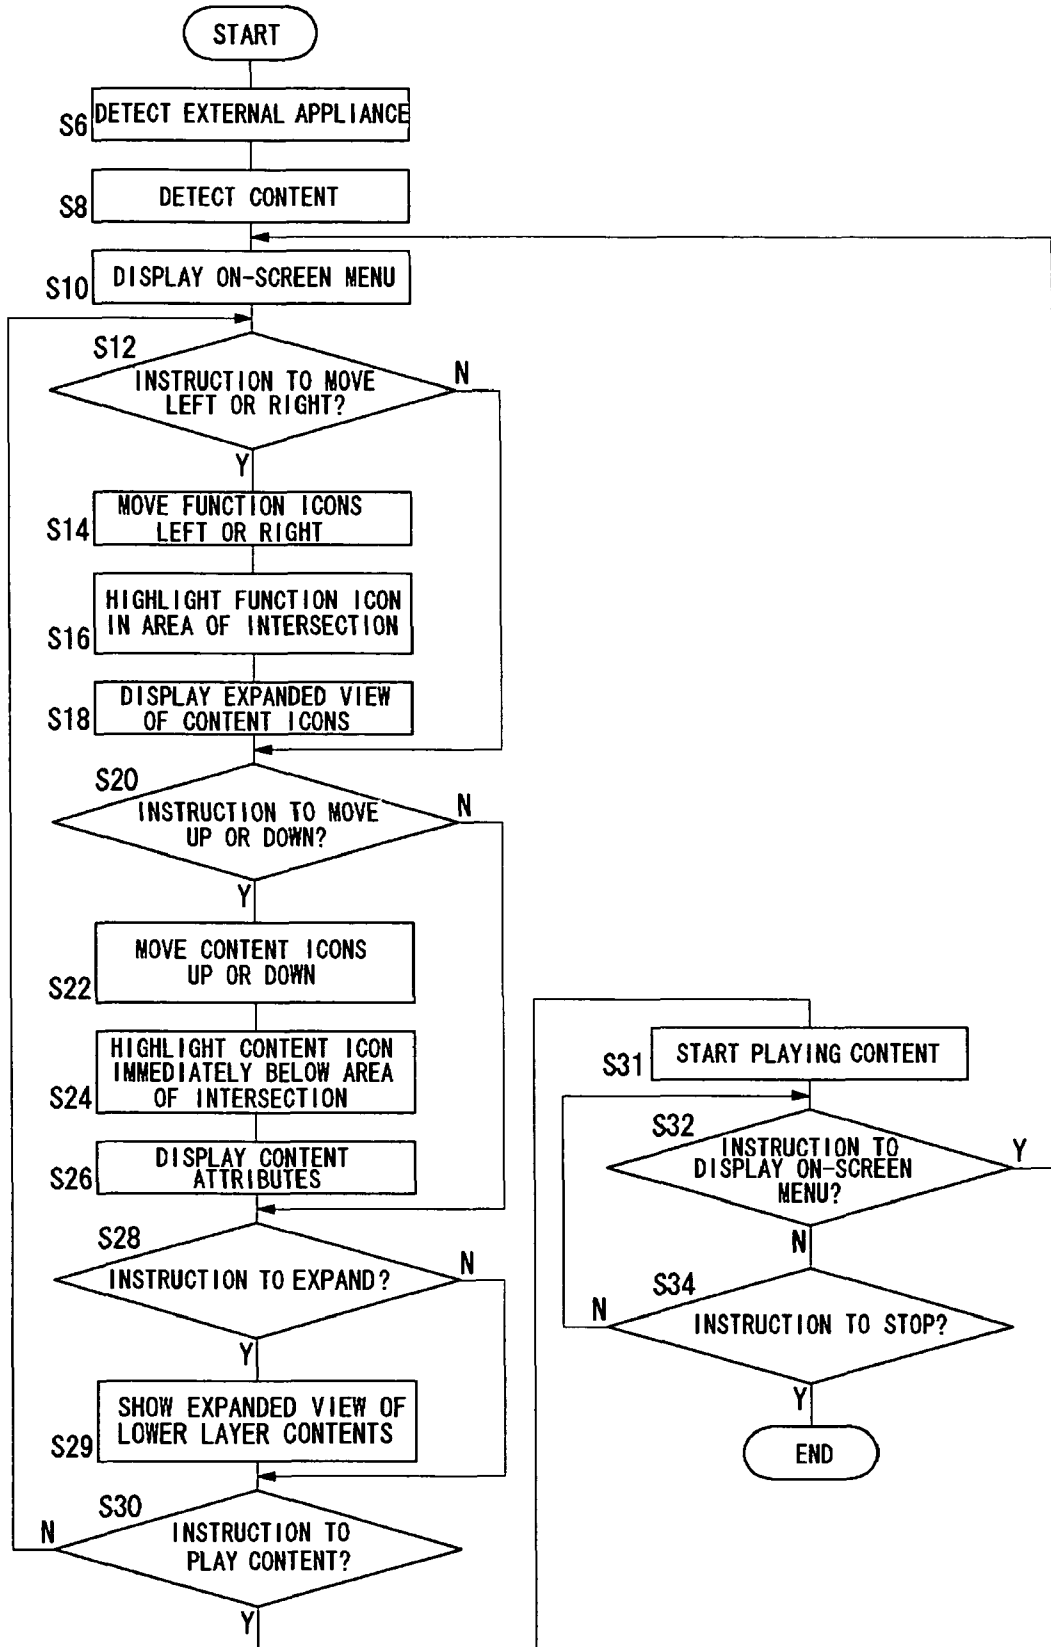 START
S6
DETECT EXTERNAL APPLIANCE
S8
DETECT CONTENT
S10
DISPLAY ON-SCREEN MENU
S12
INSTRUCTION TO MOVE
LEFT OR RIGHT?
N
Y
S14
MOVE FUNCTION ICONS
LEFT OR RIGHT
S16
HIGHLIGHT FUNCTION ICON
IN AREA OF INTERSECTION
S18
DISPLAY EXPANDED VIEW
OF CONTENT ICONS
S20
INSTRUCTION TO MOVE
UP OR DOWN?
N
Y
S22
MOVE CONTENT ICONS
UP OR DOWN
S24
HIGHLIGHT CONTENT ICON
IMMEDIATELY BELOW AREA
OF INTERSECTION
S26
DISPLAY CONTENT
ATTRIBUTES
S28
INSTRUCTION TO EXPAND?
N
Y
S29
SHOW EXPANDED VIEW OF
LOWER LAYER CONTENTS
S30
INSTRUCTION TO
PLAY CONTENT?
N
Y
S31
START PLAYING CONTENT
S32
INSTRUCTION TO
DISPLAY ON-SCREEN
MENU?
Y
N
S34
INSTRUCTION TO STOP?
N
Y
END